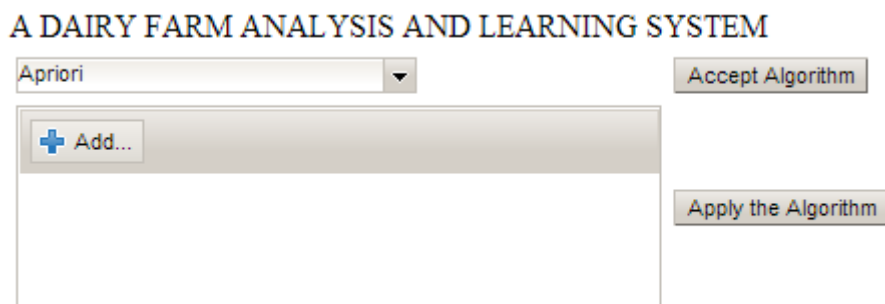 A DAIRY FARM ANALYSIS AND LEARNING SYSTEM
Apriori
Accept Algorithm
Add...
Apply the Algorithm